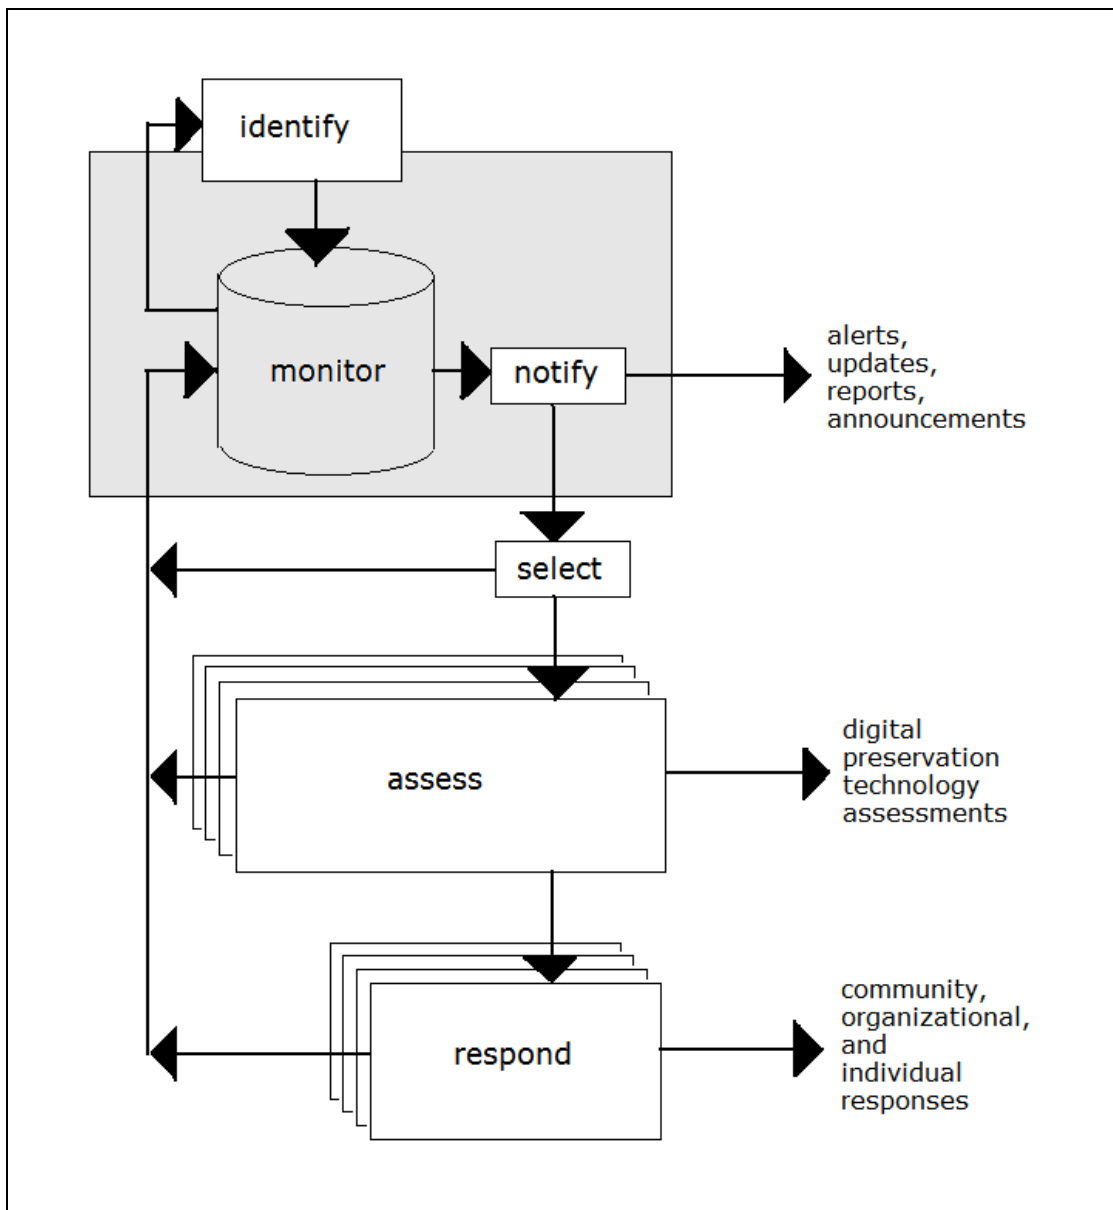 identify
monitor
notify
alerts,
updates,
reports,
announcements
select
assess
digital
preservation
technology
assessments
respond
community,
organizational,
and
individual
responses